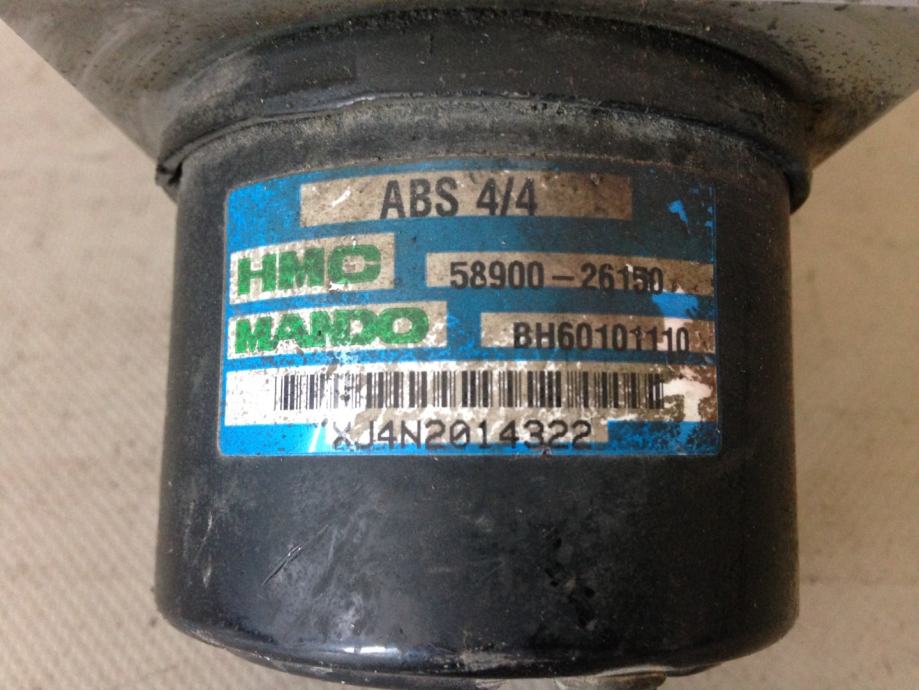 ABS 4/4
HMC 58900-26150
MANDO BH60101110
XJ4N2014322